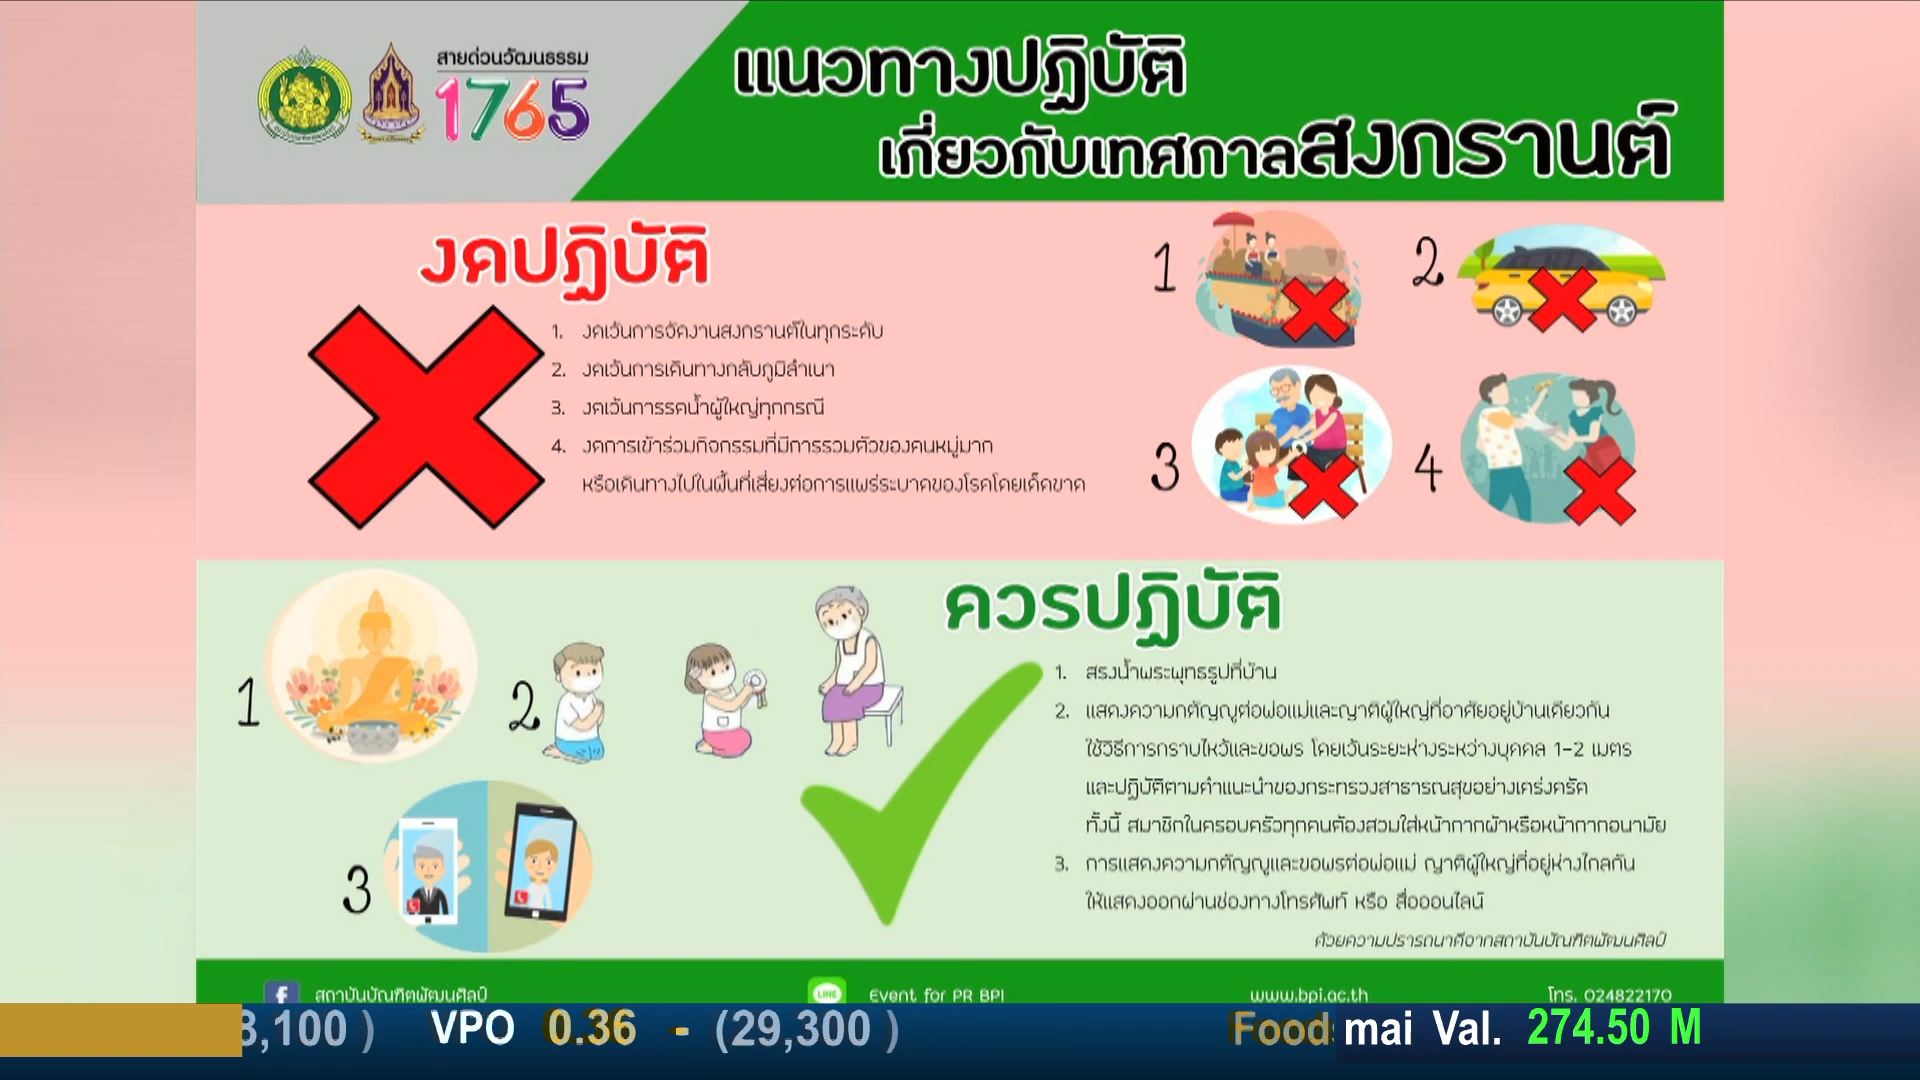 สายด่วนวัฒนธรรม
1765
แนวทางปฏิบัติ
เกี่ยวกับเทศกาลสงกรานต์
งดปฏิบัติ
1. งดเว้นการจัดงานสงกรานต์ในทุกระดับ
2. งดเว้นการเดินทางกลับภูมิลำเนา
3. งดเว้นการรดน้ำผู้ใหญ่ทุกกรณี
4. งดการเข้าร่วมกิจกรรมที่มีการรวมตัวของคนหมู่มาก
หรือเดินทางไปในพื้นที่เสี่ยงต่อการแพร่ระบาดของโรคโดยเด็ดขาด
1
2
3
4
ควรปฏิบัติ
1
2
3
1. สรงน้ำพระพุทธรูปที่บ้าน
2. แสดงความกตัญญูต่อพ่อแม่และญาติผู้ใหญ่ที่อาศัยอยู่บ้านเดียวกัน
ใช้วิธีการกราบไหว้และขอพร โดยเว้นระยะห่างระหว่างบุคคล 1-2 เมตร
และปฏิบัติตามคำแนะนำของกระทรวงสาธารณสุขอย่างเคร่งครัด
ทั้งนี้ สมาชิกในครอบครัวทุกคนต้องสวมใส่หน้ากากผ้าหรือหน้ากากอนามัย
3. การแสดงความกตัญญูและขอพรต่อพ่อแม่ ญาติผู้ใหญ่ที่อยู่ห่างไกลกัน
ให้แสดงออกผ่านช่องทางโทรศัพท์ หรือ สื่อออนไลน์
ด้วยความปรารถนาดีจากสถาบันบัณฑิตพัฒนศิลป์
f สถาบันบัณฑิตพัฒนศิลป์ LINE Event for PR BPI www.bpi.ac.th โทร. 024822170
3,100 ) VPO 0.36 - (29,300 ) Food mai Val. 274.50 M